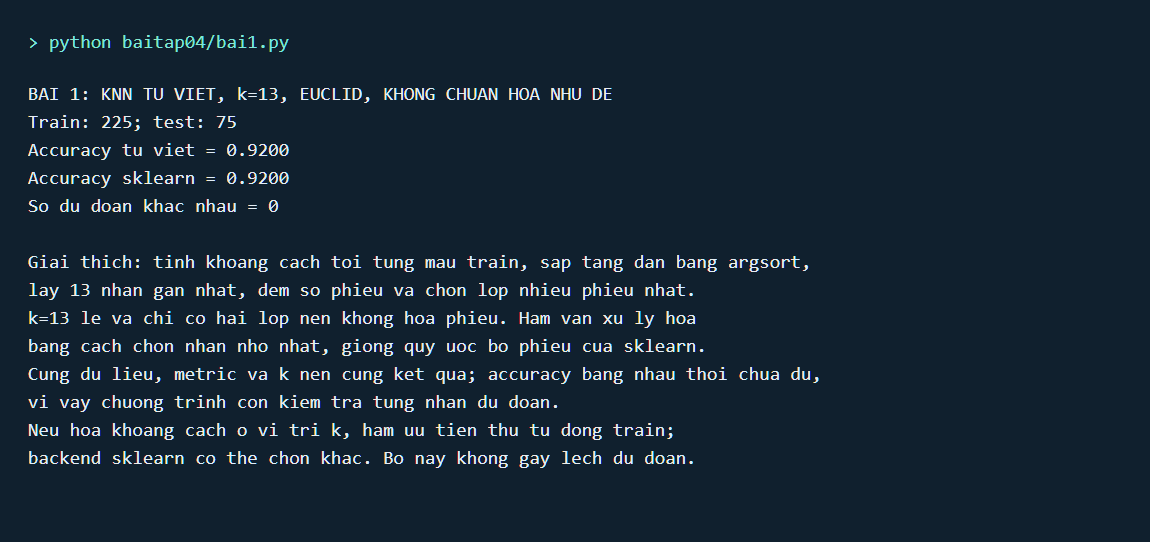 > python baitap04/bai1.py
BAI 1: KNN TU VIET, k=13, EUCLID, KHONG CHUAN HOA NHU DE
Train: 225; test: 75
Accuracy tu viet = 0.9200
Accuracy sklearn = 0.9200
So du doan khac nhau = 0
Giai thich: tinh khoang cach toi tung mau train, sap tang dan bang argsort,
lay 13 nhan gan nhat, dem so phieu va chon lop nhieu phieu nhat.
k=13 le va chi co hai lop nen khong hoa phieu. Ham van xu ly hoa
bang cach chon nhan nho nhat, giong quy uoc bo phieu cua sklearn.
Cung du lieu, metric va k nen cung ket qua; accuracy bang nhau thoi chua du,
vi vay chuong trinh con kiem tra tung nhan du doan.
Neu hoa khoang cach o vi tri k, ham uu tien thu tu dong train;
backend sklearn co the chon khac. Bo nay khong gay lech du doan.